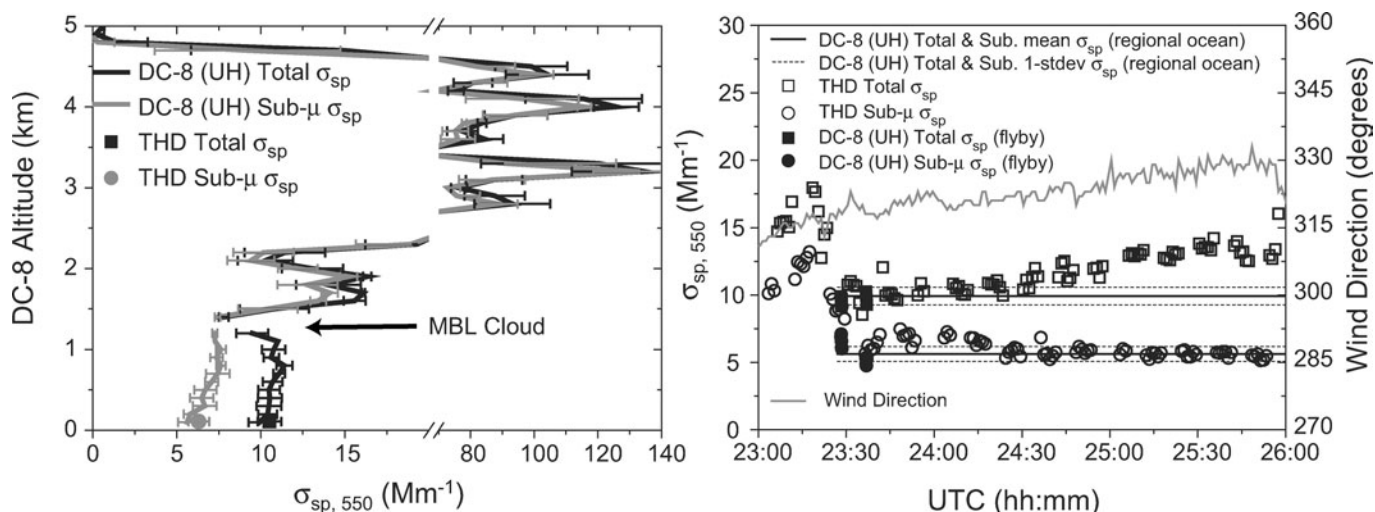 5
4
3
2
1
0
DC-8 Altitude (km)
DC-8 (UH) Total σsp
DC-8 (UH) Sub-μ σsp
THD Total σsp
THD Sub-μ σsp
MBL Cloud
0 5 10 15 80 100 120 140
σsp, 550 (Mm-1)
30
25
20
15
10
5
0
σsp, 550 (Mm-1)
DC-8 (UH) Total & Sub. mean σsp (regional ocean)
DC-8 (UH) Total & Sub. 1-stdev σsp (regional ocean)
THD Total σsp
THD Sub-μ σsp
DC-8 (UH) Total σsp (flyby)
DC-8 (UH) Sub-μ σsp (flyby)
Wind Direction
360
345
330
315
300
285
270
Wind Direction (degrees)
23:00 23:30 24:00 24:30 25:00 25:30 26:00
UTC (hh:mm)